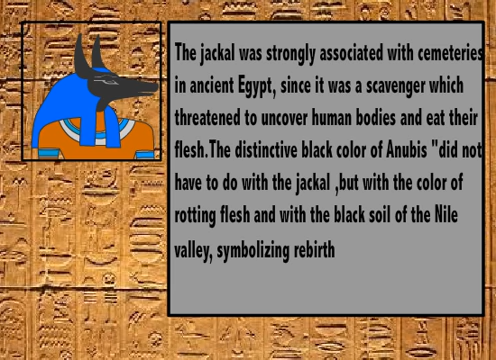 The jackal was strongly associated with cemeteries
in ancient Egypt, since it was a scavenger which
threatened to uncover human bodies and eat their
flesh.The distinctive black color of Anubis "did not
have to do with the jackal ,but with the color of
rotting flesh and with the black soil of the Nile
valley, symbolizing rebirth